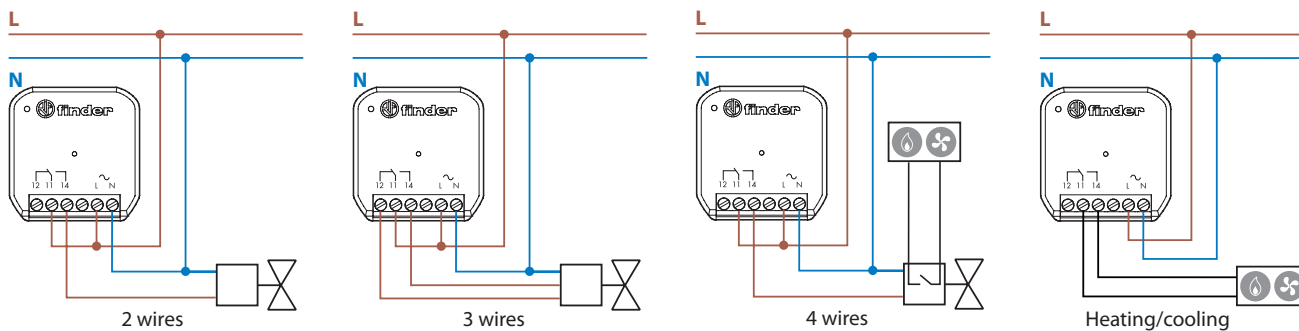 L
N
finder
12 11 14 L N
2 wires
L
N
finder
12 11 14 L N
3 wires
L
N
finder
12 11 14 L N
4 wires
L
N
finder
12 11 14 L N
Heating/cooling